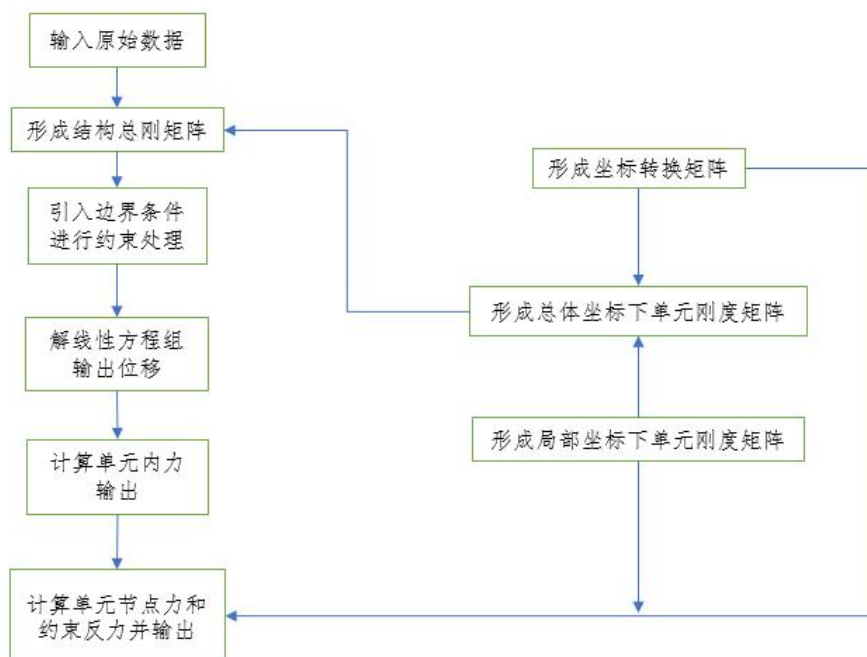 输入原始数据
形成结构总刚矩阵
引入边界条件
进行约束处理
解线性方程组
输出位移
计算单元内力
输出
计算单元节点力和
约束反力并输出
形成坐标转换矩阵
形成总体坐标下单元刚度矩阵
形成局部坐标下单元刚度矩阵